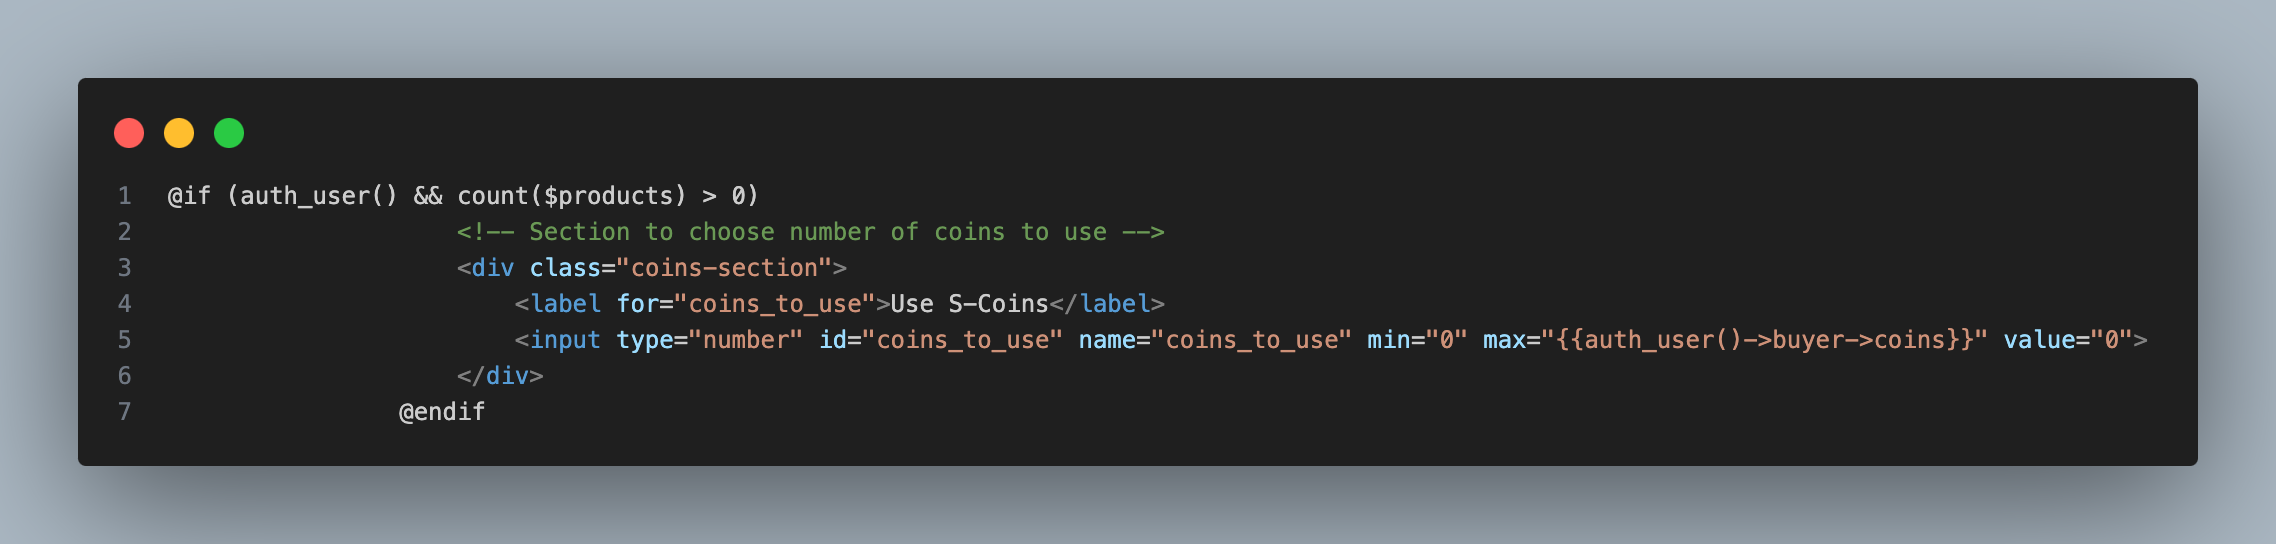 1 @if (auth_user() && count($products) > 0)
2 <!-- Section to choose number of coins to use -->
3 <div class="coins-section">
4 <label for="coins_to_use">Use S-Coins</label>
5 <input type="number" id="coins_to_use" name="coins_to_use" min="0" max="{{auth_user()->buyer->coins}}" value="0">
6 </div>
7 @endif